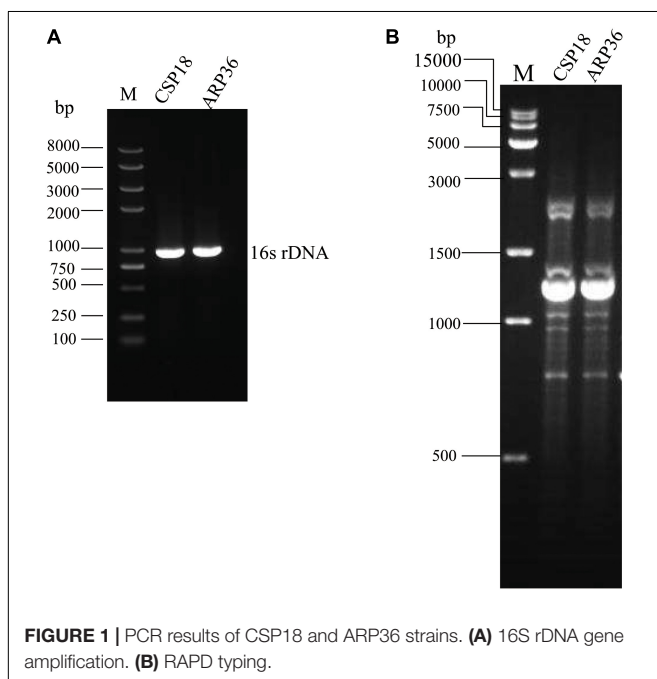 A
bp
M
CSP18
ARP36
8000
5000
3000
2000
1000
750
500
250
100
16s rDNA
B
bp
M
CSP18
ARP36
15000
10000
7500
5000
3000
1500
1000
500
FIGURE 1 | PCR results of CSP18 and ARP36 strains. (A) 16S rDNA gene
amplification. (B) RAPD typing.